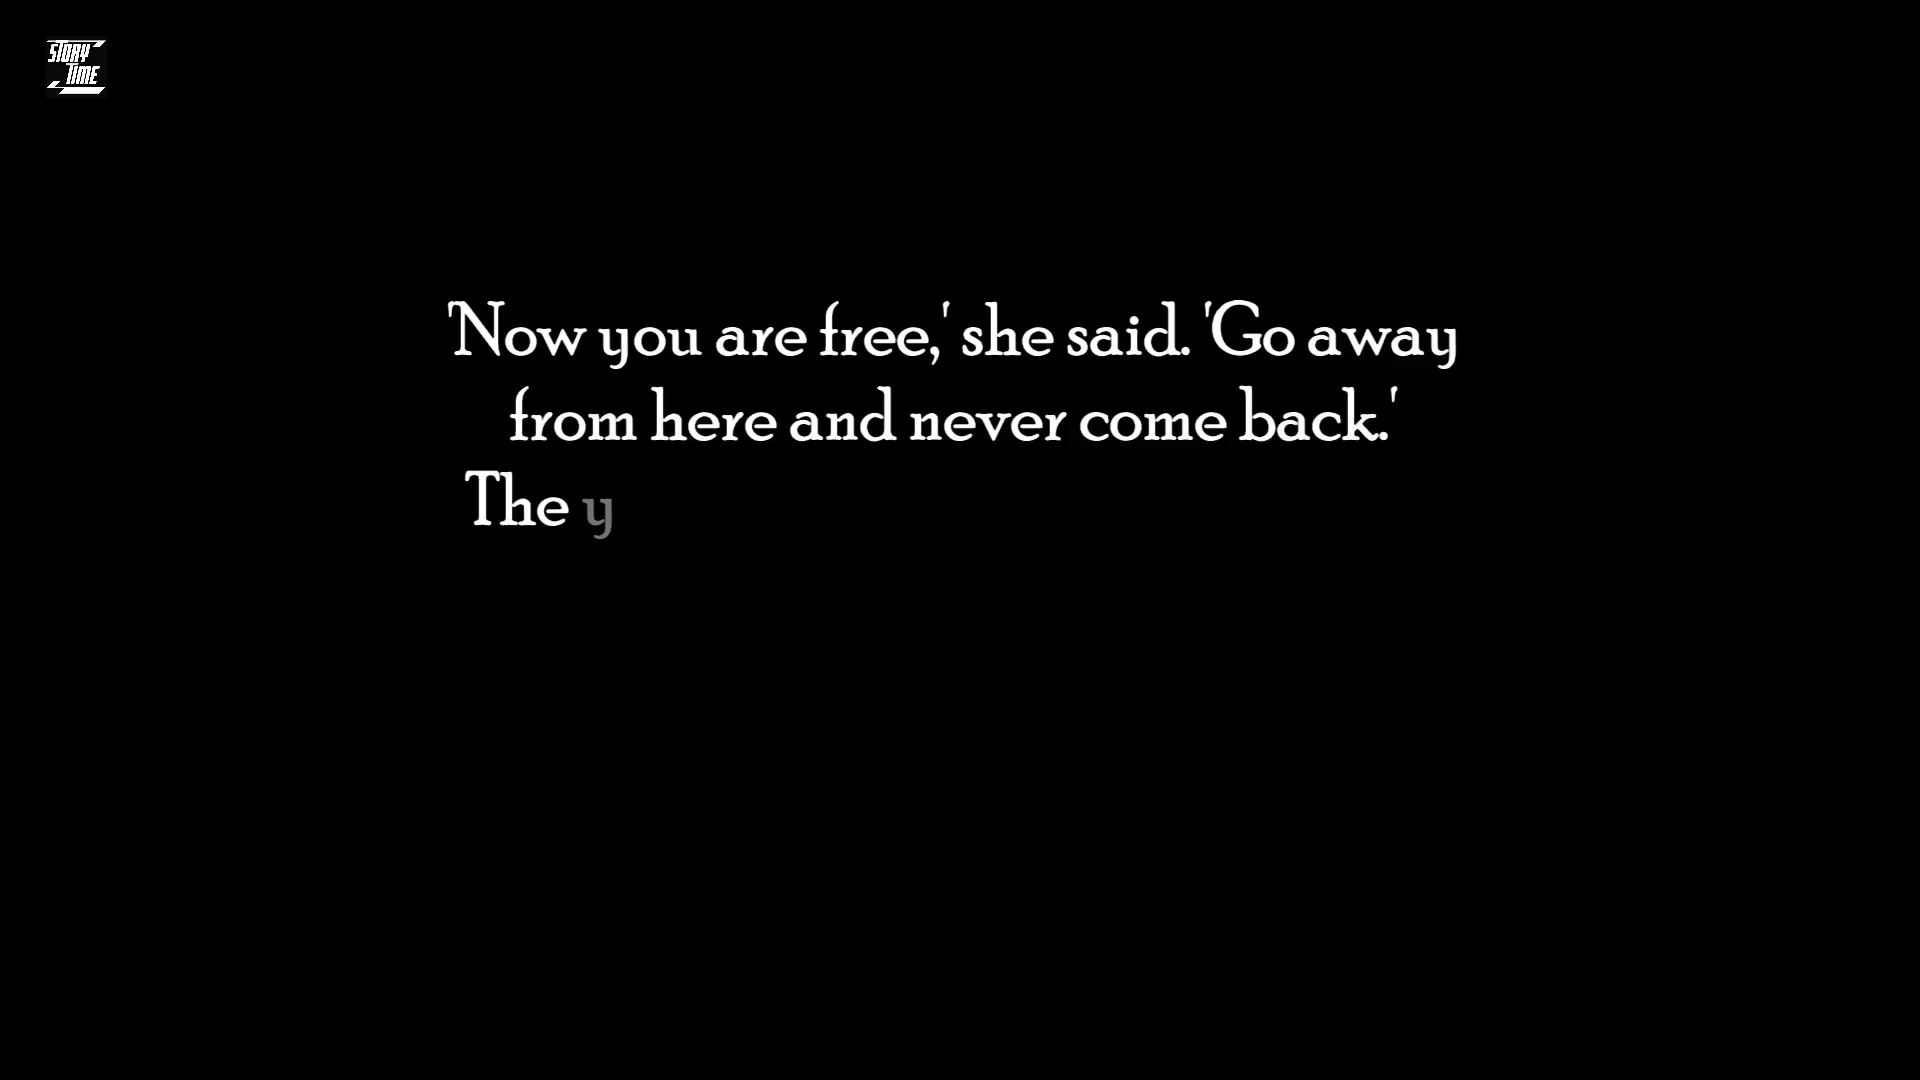 STORY
TIME
'Now you are free,' she said. 'Go away
from here and never come back.'
The y